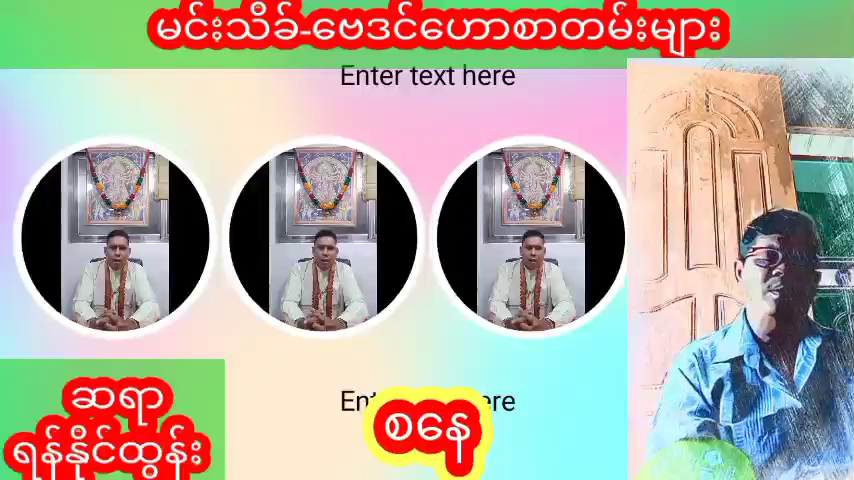 မင်းသိခ်-ဗေဒင်ဟောစာတမ်းများ
Enter text here
ဆရာ
ရန်နိုင်ထွန်း
စနေ